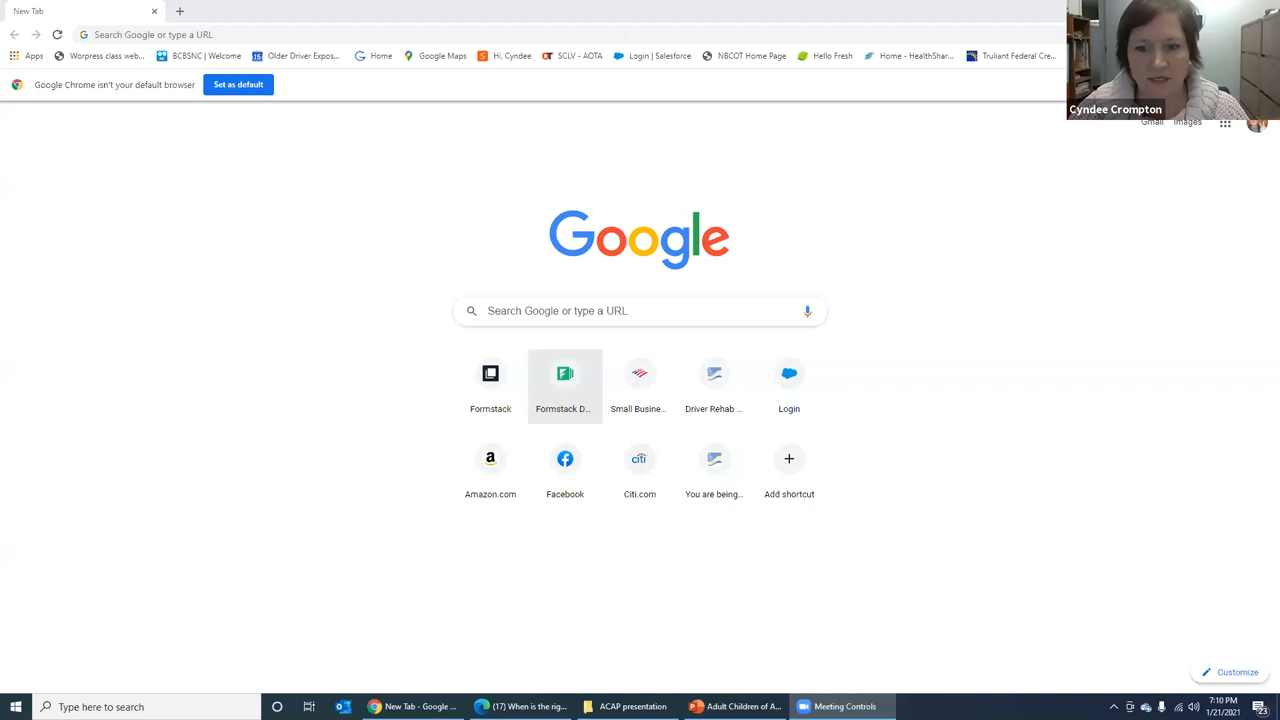 New Tab
Search Google or type a URL
Apps Worpress class web... BCBSNC | Welcome Older Driver Expos... Home Google Maps Hi, Cyndee SCLV - AOTA Login | Salesforce NBCOT Home Page Hello Fresh Home - HealthShar... Truliant Federal Cre...
Google Chrome isn't your default browser Set as default
Cyndee Crompton
Gmail Images
Google
Search Google or type a URL
Formstack Formstack D... Small Busine... Driver Rehab ... Login
Amazon.com Facebook Citi.com You are being... Add shortcut
Customize
Type here to search New Tab - Google ... (17) When is the rig... ACAP presentation Adult Children of A... Meeting Controls 7:10 PM
1/21/2021
23